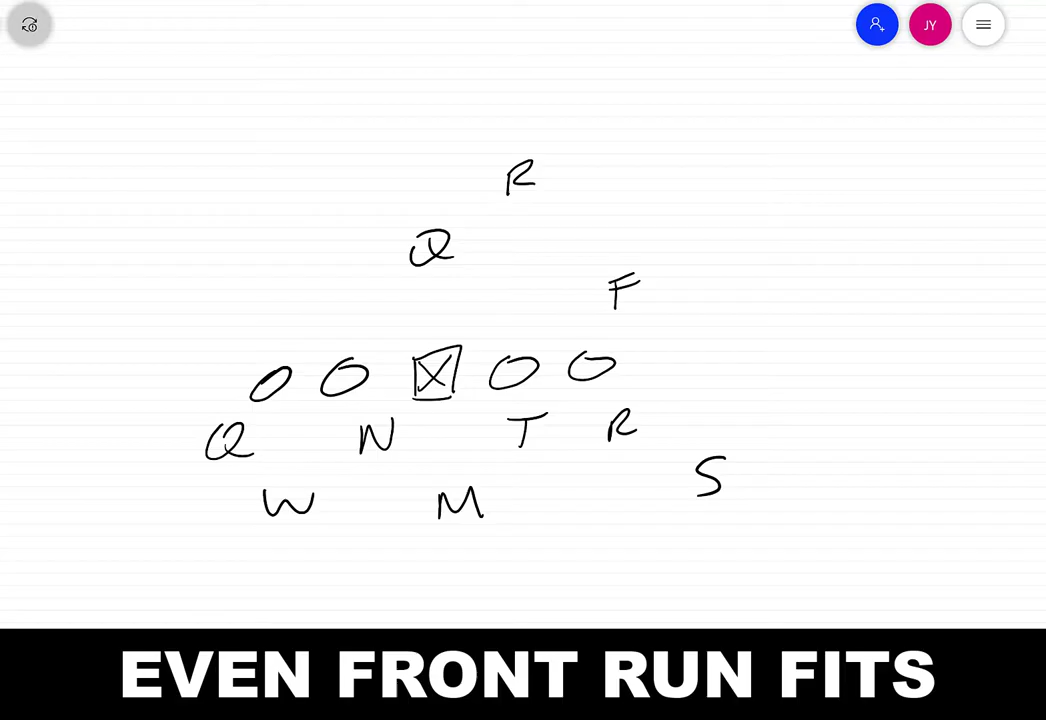 JY
R
Q
F
O O X O O
Q N T R
W M S
EVEN FRONT RUN FITS